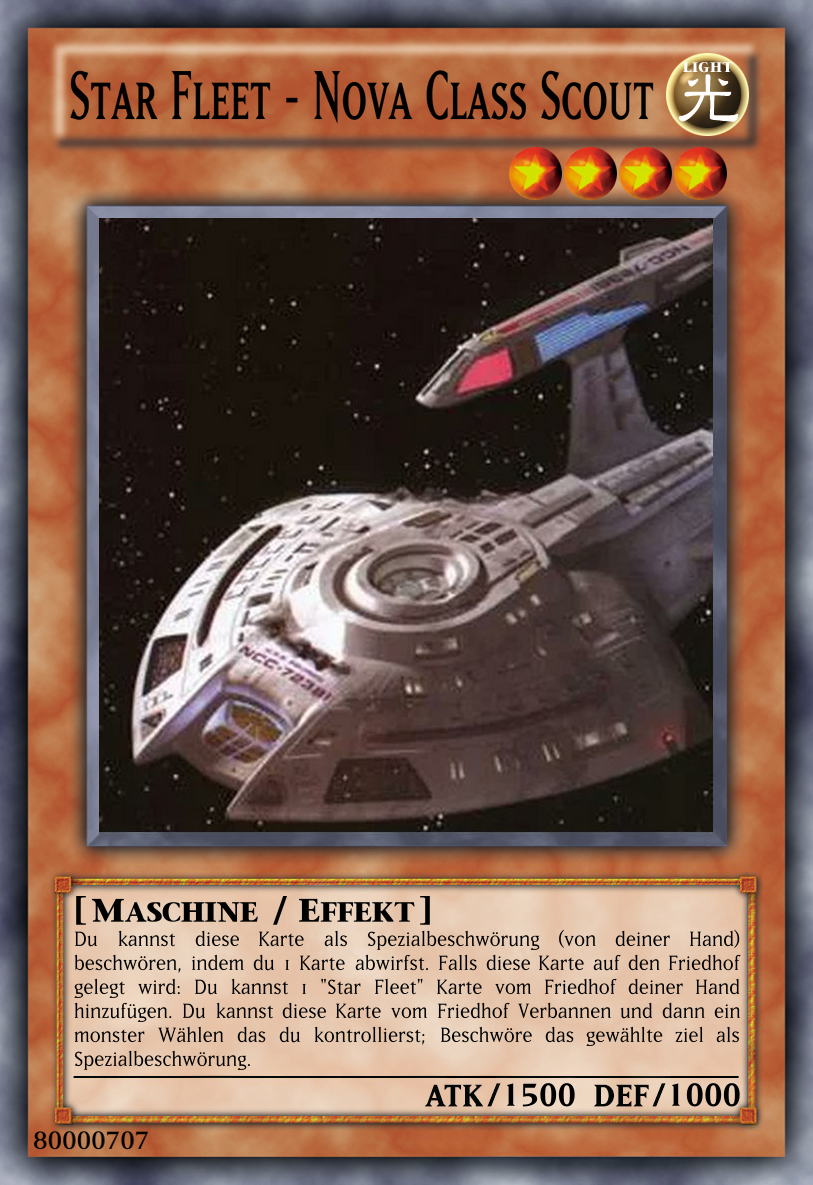 Star Fleet - Nova Class Scout
LIGHT
光
NCC-72381
NCC-72381
[ Maschine / Effekt ]
Du kannst diese Karte als Spezialbeschwörung (von deiner Hand)
beschwören, indem du 1 Karte abwirfst. Falls diese Karte auf den Friedhof
gelegt wird: Du kannst 1 "Star Fleet" Karte vom Friedhof deiner Hand
hinzufügen. Du kannst diese Karte vom Friedhof Verbannen und dann ein
monster Wählen das du kontrollierst; Beschwöre das gewählte ziel als
Spezialbeschwörung.
ATK/1500 DEF/1000
80000707